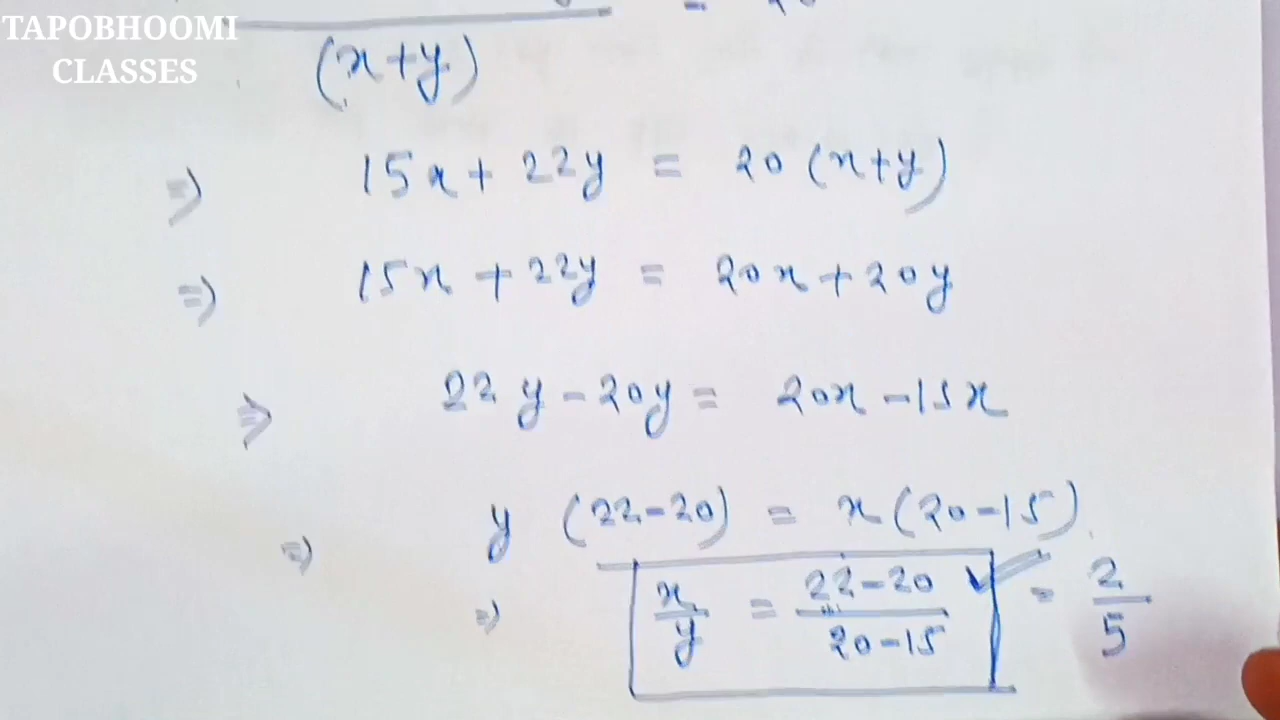 TAPOBHOOMI
CLASSES
(x+y)
⇒ 15x + 22y = 20 (x+y)
⇒ 15x + 22y = 20x + 20y
⇒ 22y - 20y = 20x - 15x
⇒ y (22-20) = x (20-15)
⇒ x/y = 22-20/20-15 ✓ = 2/5